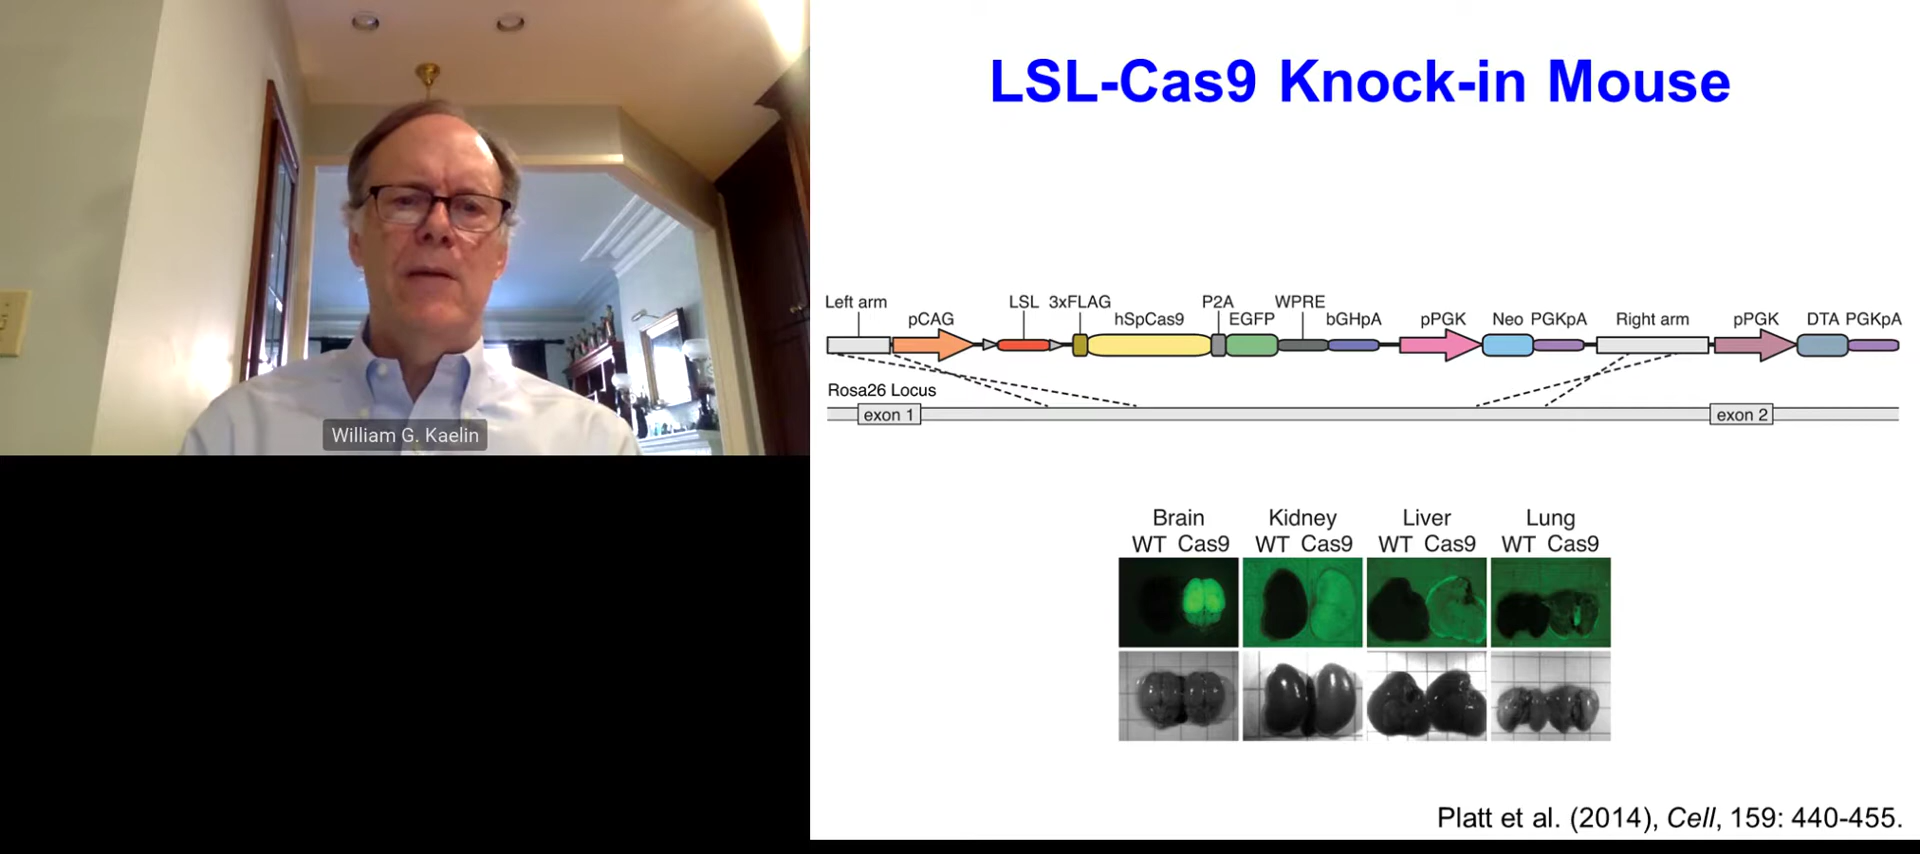 William G. Kaelin
LSL-Cas9 Knock-in Mouse
Left arm
pCAG
LSL
3xFLAG
hSpCas9
P2A
EGFP
WPRE
bGHpA
pPGK
Neo
PGKpA
Right arm
pPGK
DTA
PGKpA
Rosa26 Locus
exon 1
exon 2
Brain Kidney Liver Lung
WT Cas9 WT Cas9 WT Cas9 WT Cas9
Platt et al. (2014), Cell, 159: 440-455.